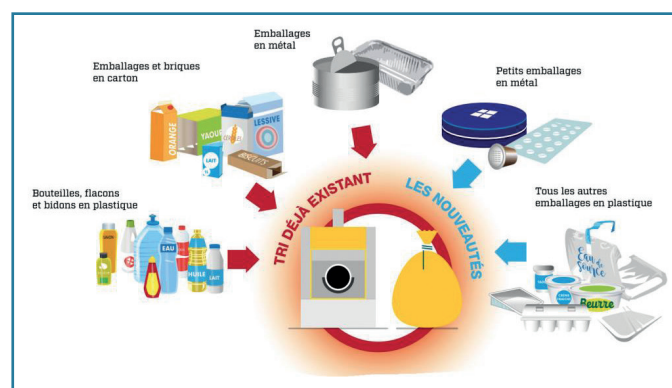 Emballages
en métal
Emballages et briques
en carton
Petits emballages
en métal
ORANGE
YAOURT
CÉRÉALES
LESSIVE
LAIT
BISCUITS
Bouteilles, flacons
et bidons en plastique
TRI DÉJÀ EXISTANT
LES NOUVEAUTÉS
Tous les autres
emballages en plastique
EAU
HUILE
LAIT
Eau de
Source
Beurre